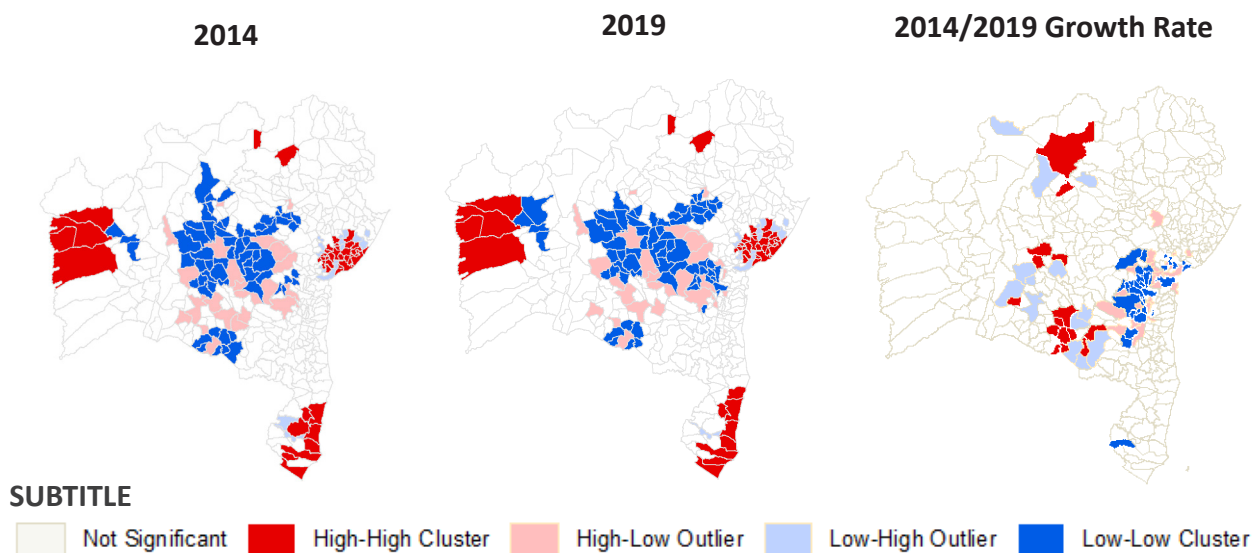 2014
2019
2014/2019 Growth Rate
SUBTITLE
Not Significant
High-High Cluster
High-Low Outlier
Low-High Outlier
Low-Low Cluster